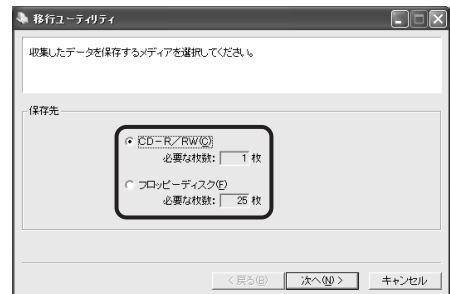 移行ユーティリティ
収集したデータを保存するメディアを選択してください。
保存先
CD-R/RW(C)
必要な枚数: 1 枚
フロッピーディスク(F)
必要な枚数: 25 枚
< 戻る(B) 次へ(N) > キャンセル